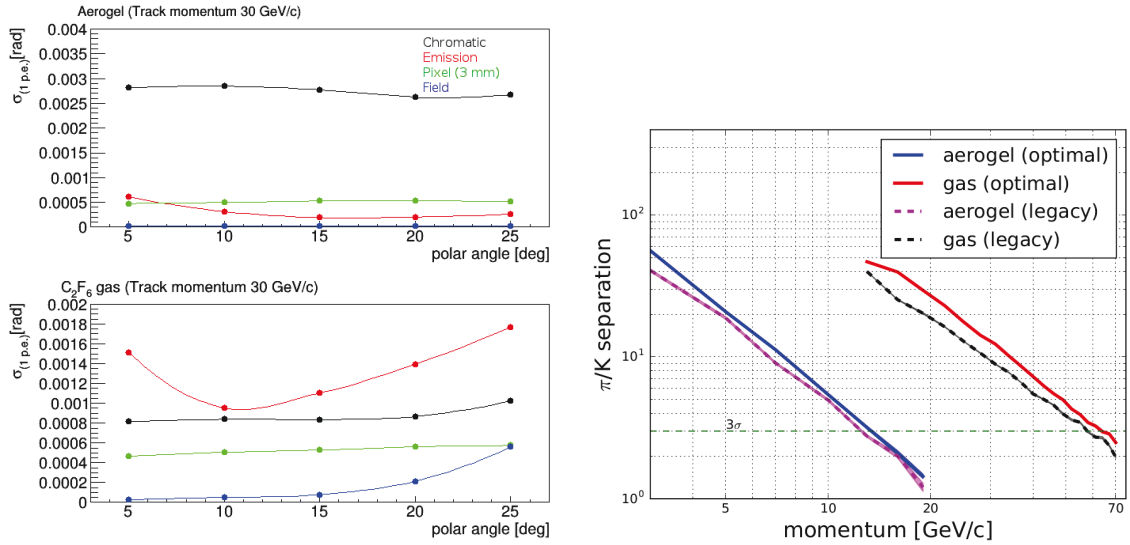 Aerogel (Track momentum 30 GeV/c)
σ(1 p.e.)[rad]
0.004
0.0035
0.003
0.0025
0.002
0.0015
0.001
0.0005
0
Chromatic
Emission
Pixel (3 mm)
Field
5 10 15 20 25
polar angle [deg]
C₂F₆ gas (Track momentum 30 GeV/c)
σ(1 p.e.)[rad]
0.002
0.0018
0.0016
0.0014
0.0012
0.001
0.0008
0.0006
0.0004
0.0002
0
5 10 15 20 25
polar angle [deg]
π/K separation
10²
10¹
10⁰
aerogel (optimal)
gas (optimal)
aerogel (legacy)
gas (legacy)
3σ
5 10 20 70
momentum [GeV/c]